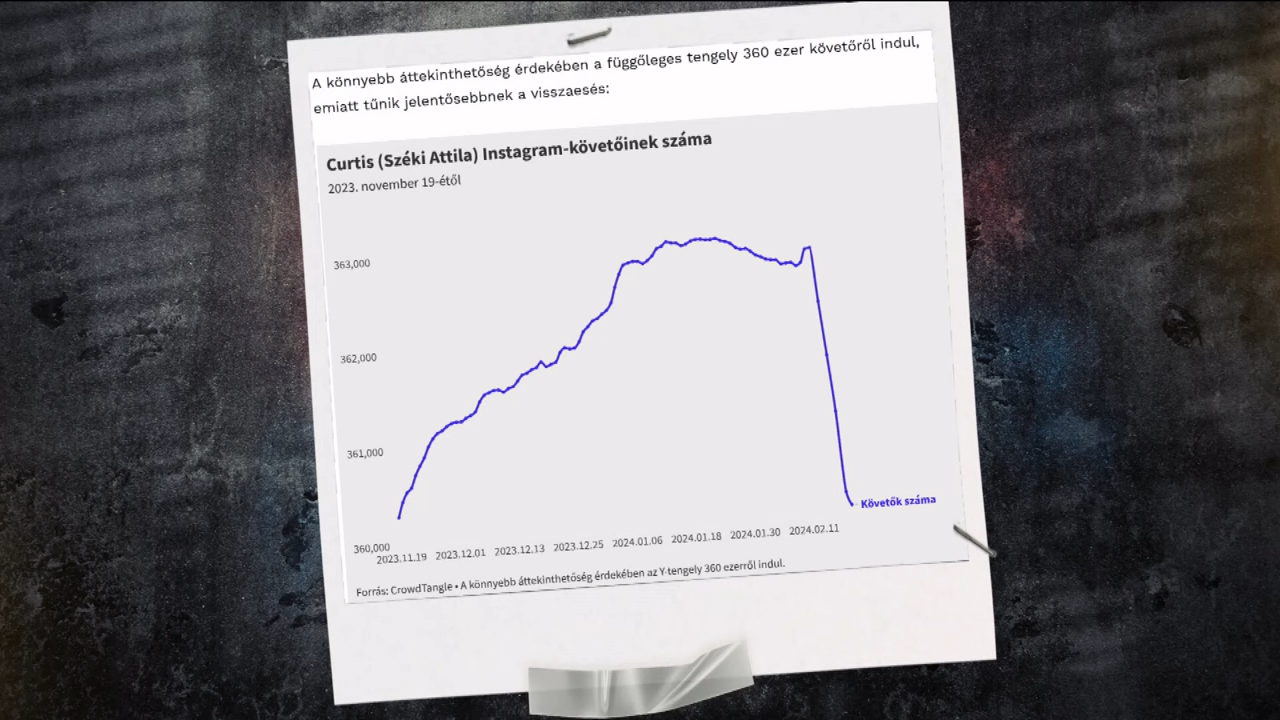 A könnyebb áttekinthetőség érdekében a függőleges tengely 360 ezer követőről indul,
emiatt tűnik jelentősebbnek a visszaesés:
Curtis (Széki Attila) Instagram-követőinek száma
2023. november 19-étől
363,000
362,000
361,000
360,000
Követők száma
2023.11.19 2023.12.01 2023.12.13 2023.12.25 2024.01.06 2024.01.18 2024.01.30 2024.02.11
Forrás: CrowdTangle • A könnyebb áttekinthetőség érdekében az Y-tengely 360 ezerről indul.